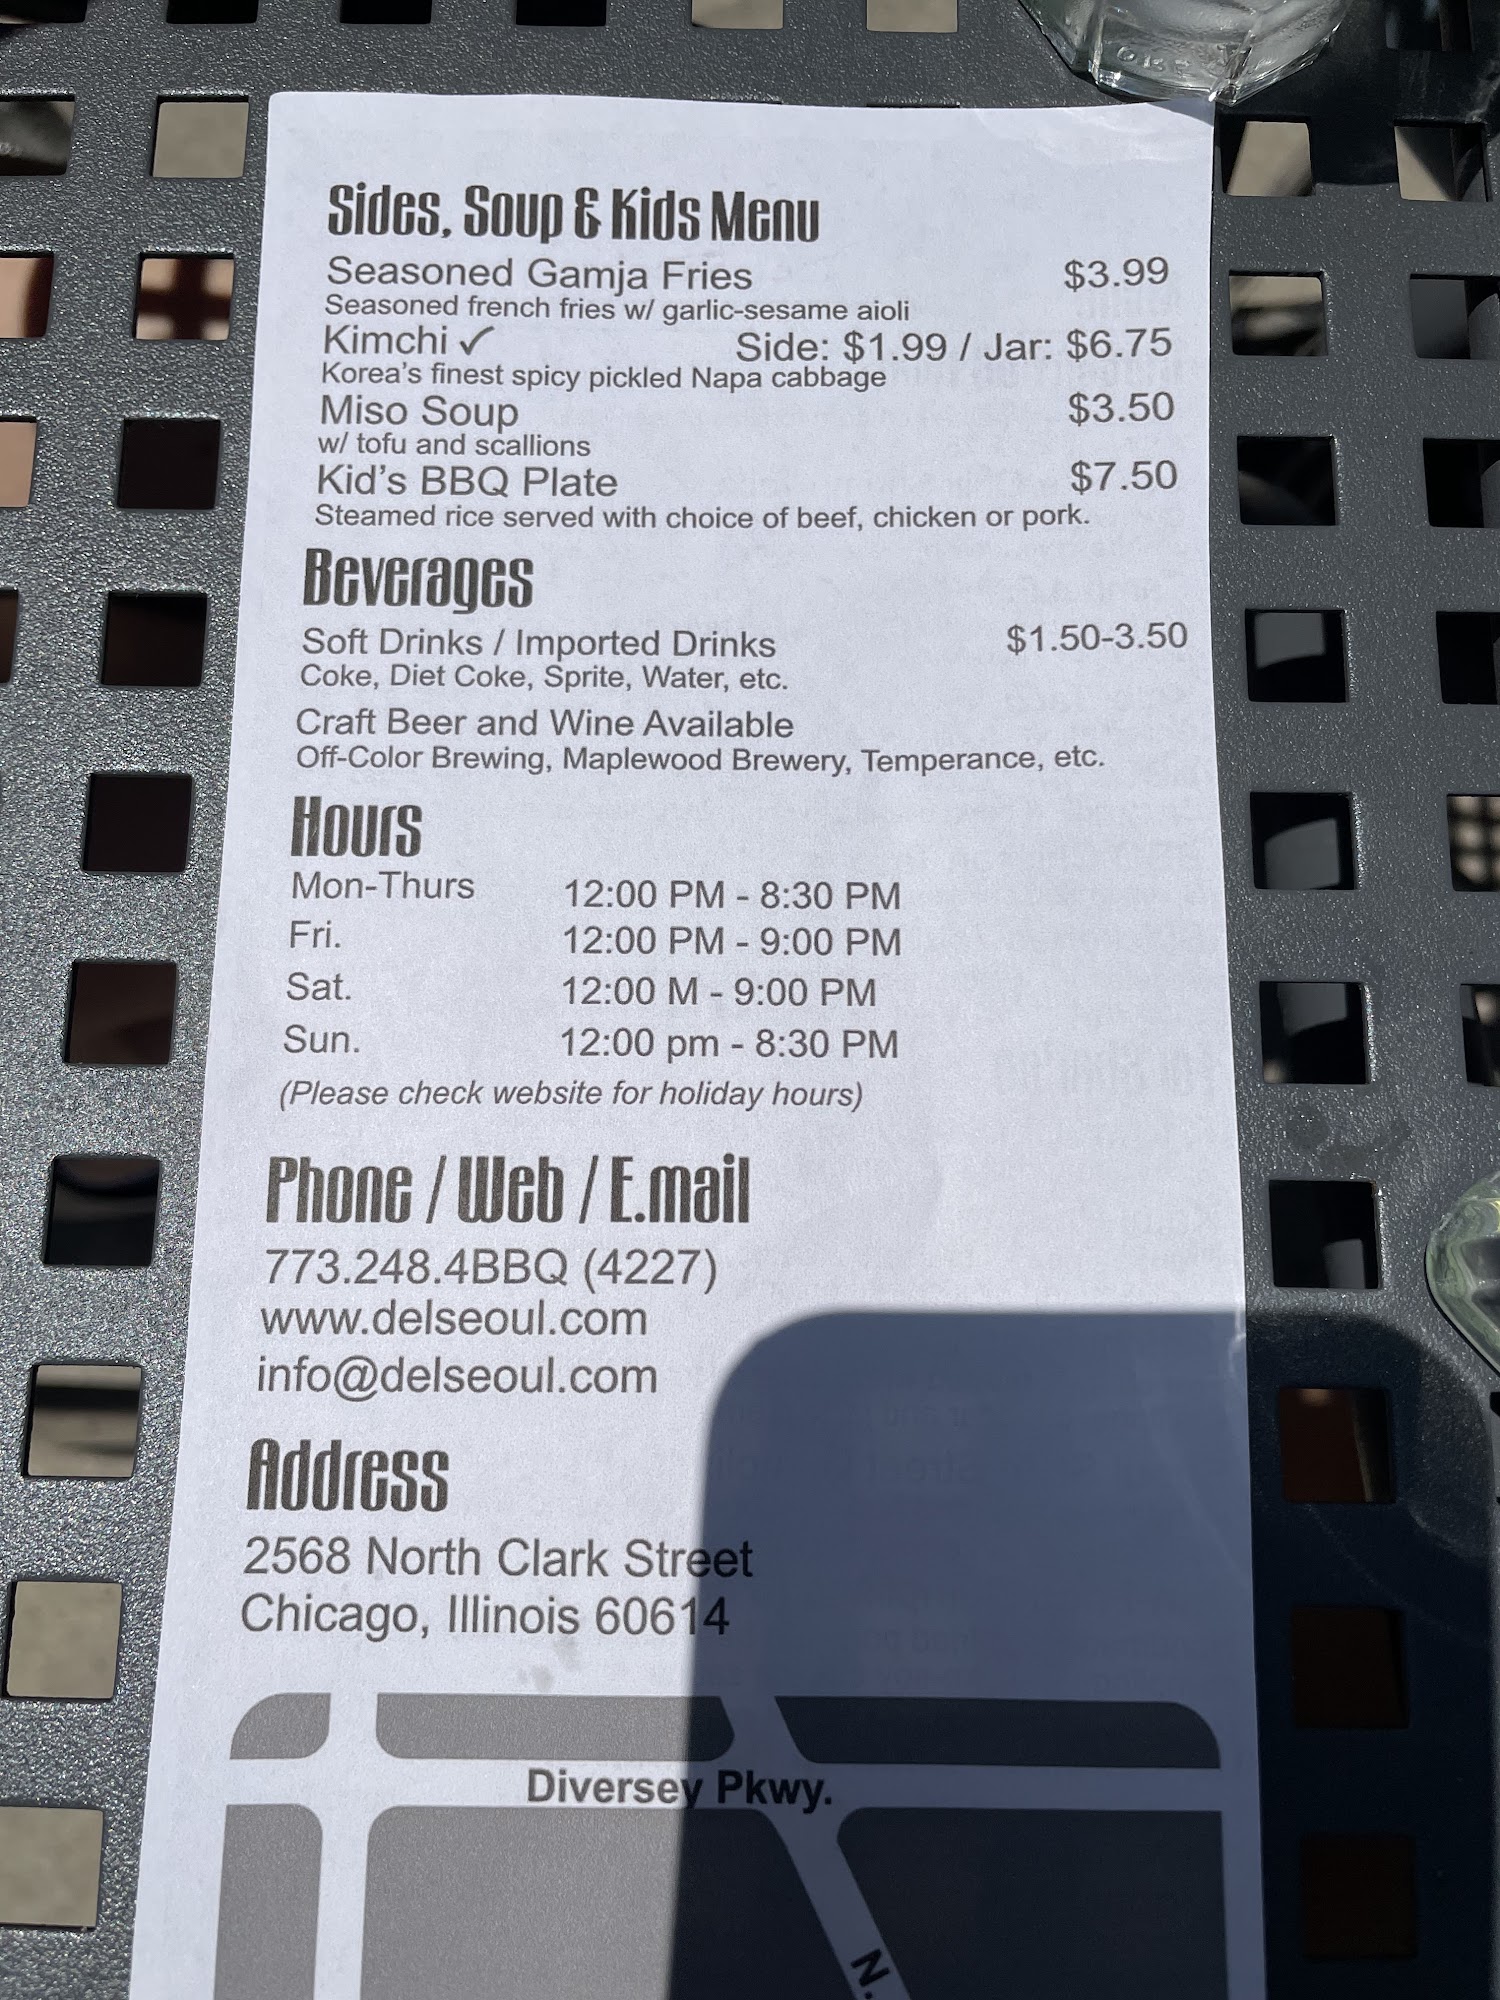 Sides, Soup & Kids Menu
Seasoned Gamja Fries $3.99
Seasoned french fries w/ garlic-sesame aioli
Kimchi ✓ Side: $1.99 / Jar: $6.75
Korea's finest spicy pickled Napa cabbage
Miso Soup $3.50
w/ tofu and scallions
Kid's BBQ Plate $7.50
Steamed rice served with choice of beef, chicken or pork.
Beverages
Soft Drinks / Imported Drinks $1.50-3.50
Coke, Diet Coke, Sprite, Water, etc.
Craft Beer and Wine Available
Off-Color Brewing, Maplewood Brewery, Temperance, etc.
Hours
Mon-Thurs 12:00 PM - 8:30 PM
Fri. 12:00 PM - 9:00 PM
Sat. 12:00 M - 9:00 PM
Sun. 12:00 pm - 8:30 PM
(Please check website for holiday hours)
Phone / Web / E.mail
773.248.4BBQ (4227)
www.delseoul.com
info@delseoul.com
Address
2568 North Clark Street
Chicago, Illinois 60614
Diversey Pkwy.
N.